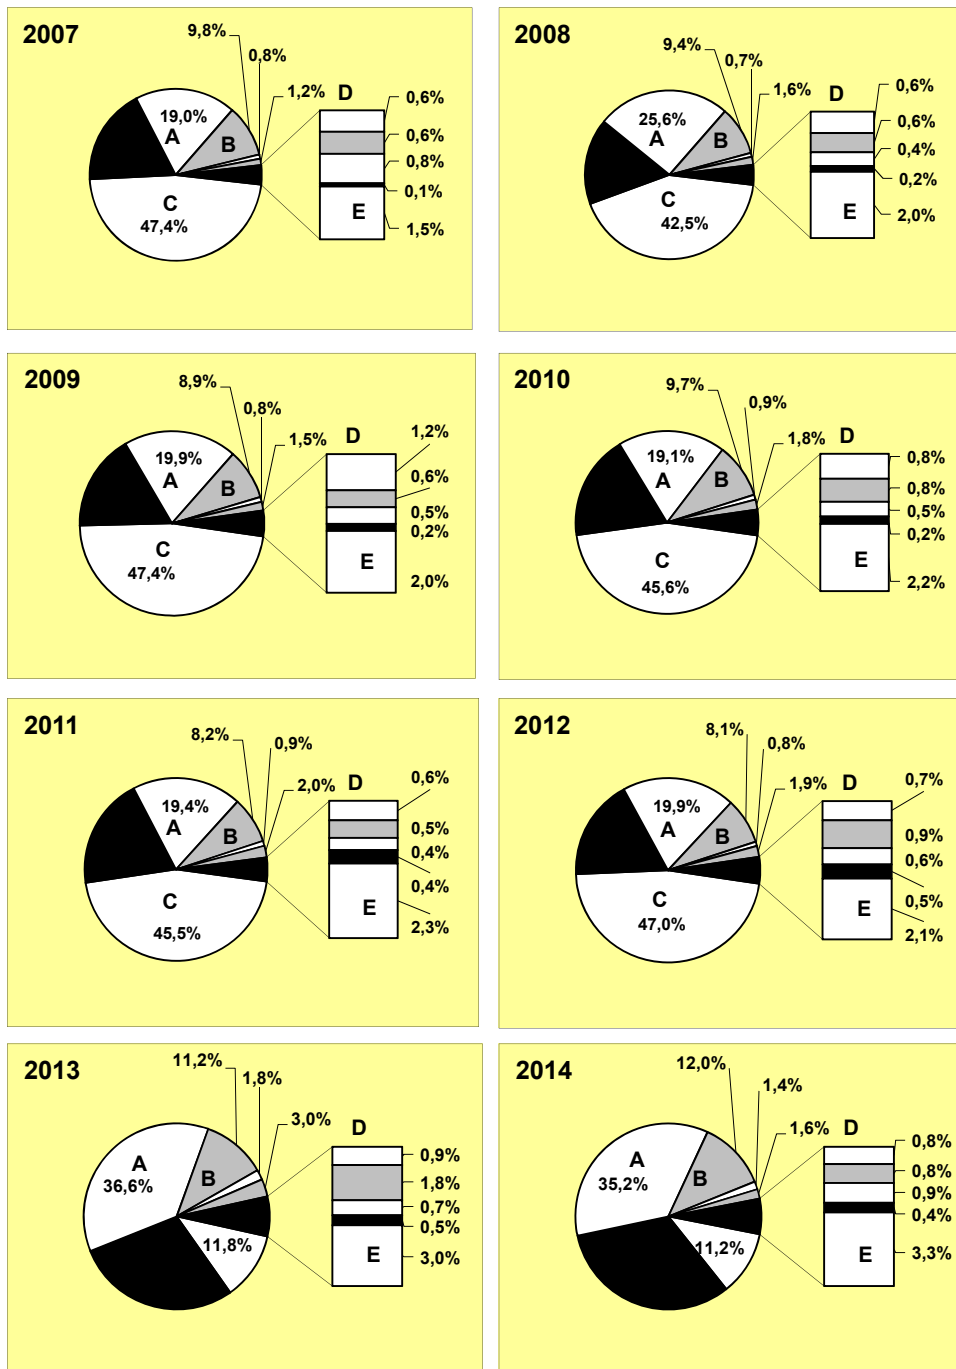 2007
9,8%
0,8%
1,2%
D
0,6%
19,0%
A
B
0,6%
0,8%
0,1%
C
47,4%
E
1,5%
2008
9,4%
0,7%
1,6%
D
0,6%
25,6%
A
B
0,6%
0,4%
0,2%
C
42,5%
E
2,0%
2009
8,9%
0,8%
1,5%
D
1,2%
19,9%
A
B
0,6%
0,5%
0,2%
C
47,4%
E
2,0%
2010
9,7%
0,9%
1,8%
D
0,8%
19,1%
A
B
0,8%
0,5%
0,2%
C
45,6%
E
2,2%
2011
8,2%
0,9%
2,0%
D
0,6%
19,4%
A
B
0,5%
0,4%
0,4%
C
45,5%
E
2,3%
2012
8,1%
0,8%
1,9%
D
0,7%
19,9%
A
B
0,9%
0,6%
0,5%
C
47,0%
E
2,1%
2013
11,2%
1,8%
3,0%
D
0,9%
A
36,6%
B
1,8%
0,7%
0,5%
11,8%
E
3,0%
2014
12,0%
1,4%
1,6%
D
0,8%
A
35,2%
B
0,8%
0,9%
0,4%
11,2%
E
3,3%